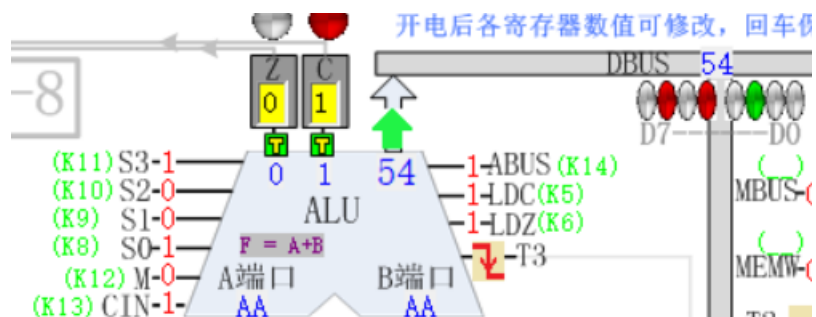 开电后各寄存器数值可修改，回车
DBUS 54
Z C
-8
0 1
D7 D0
T T
(K11) S3-1
0 1 54
1-ABUS (K14)
(__)
(K10) S2-0
1-LDC(K5)
MBUS-
(K9) S1-0
ALU
1-LDZ(K6)
(K8) S0-1
F = A+B
T3
(__)
(K12) M-0
A端口 B端口
MEMW-
(K13) CIN-1-
AA AA